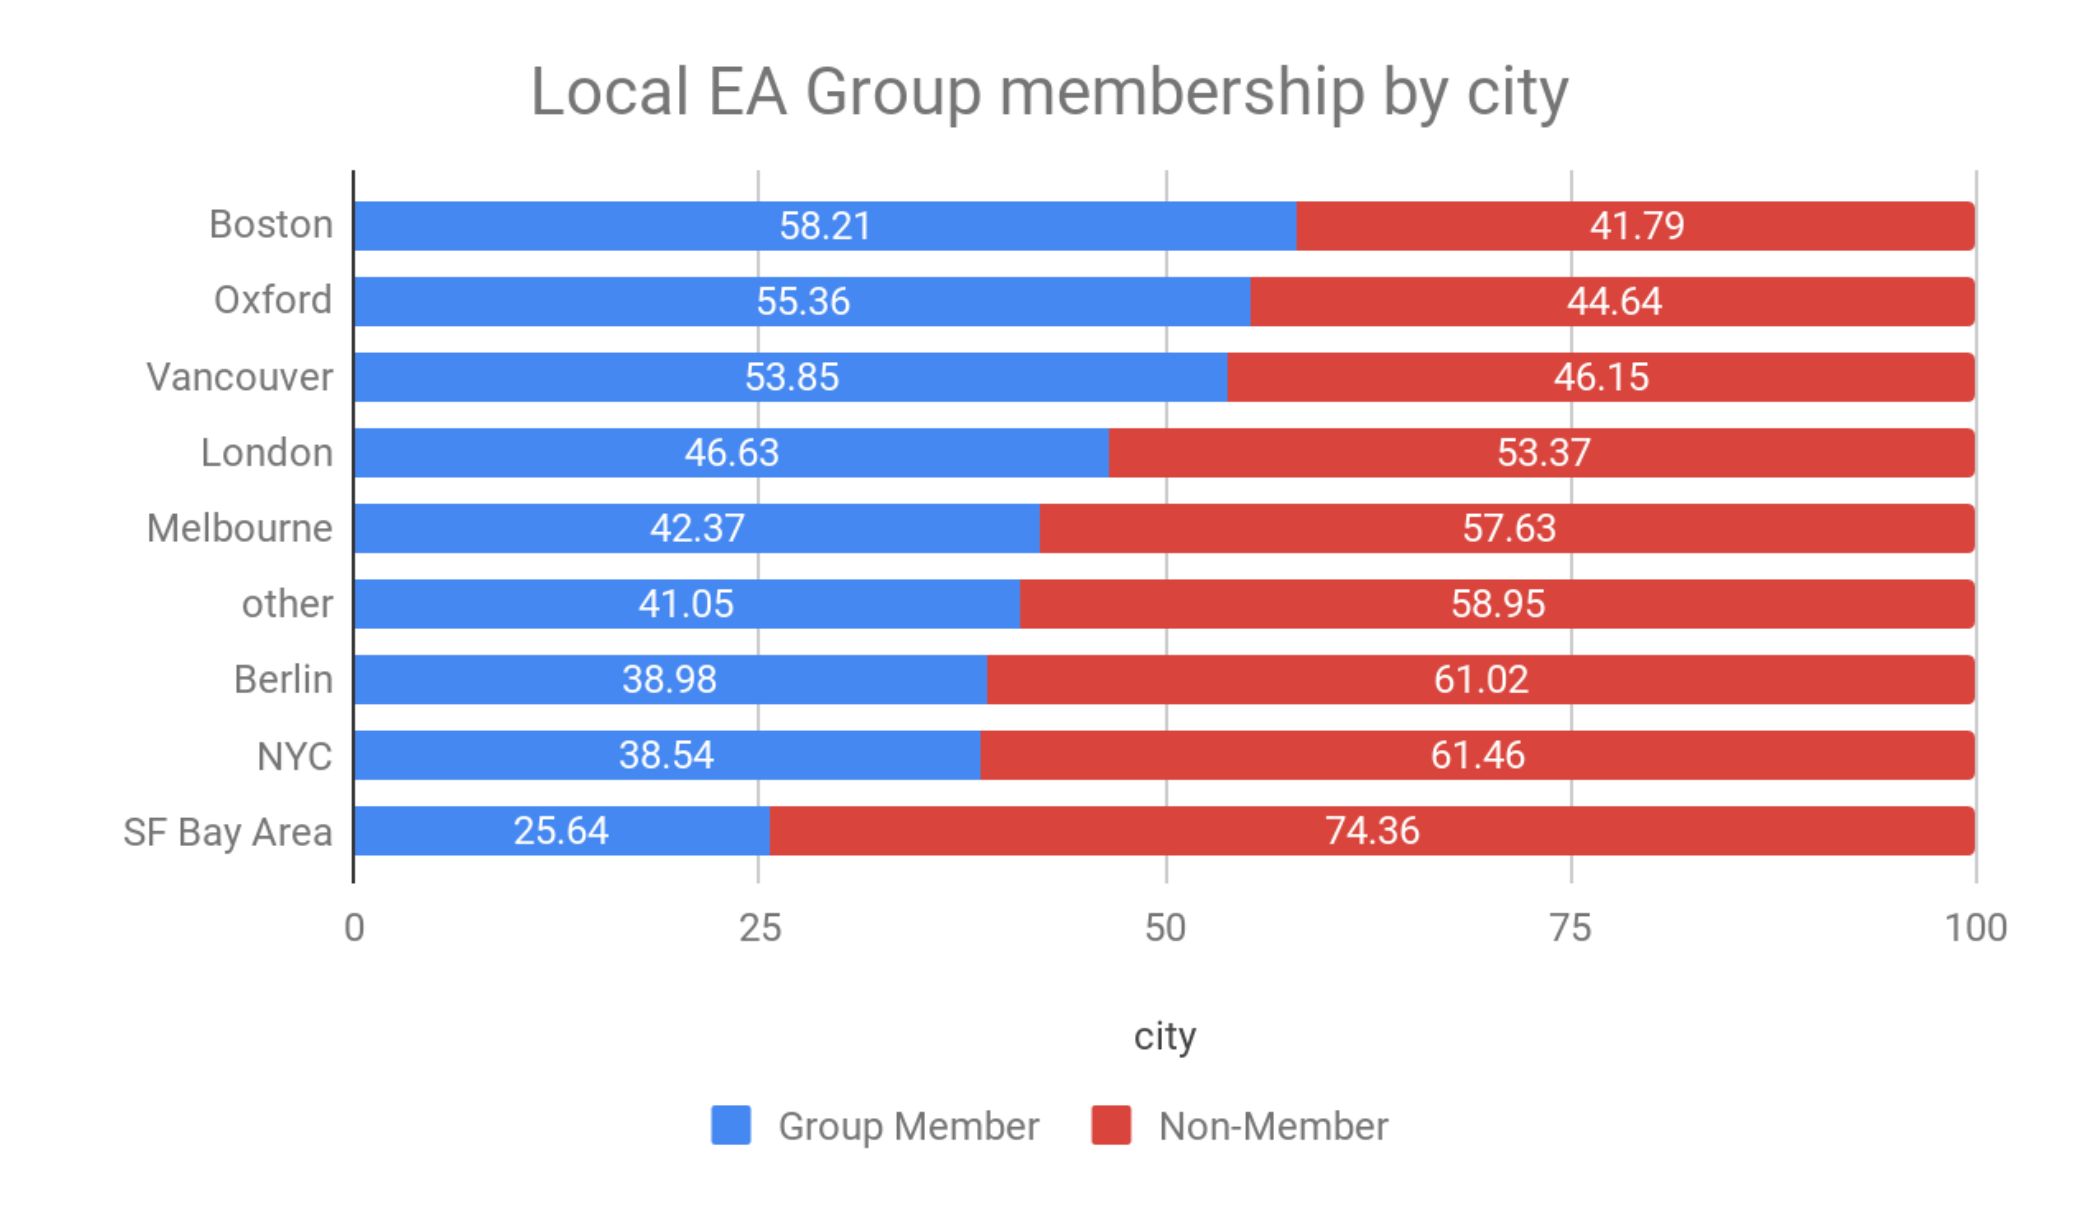 Local EA Group membership by city
Boston 58.21 41.79
Oxford 55.36 44.64
Vancouver 53.85 46.15
London 46.63 53.37
Melbourne 42.37 57.63
other 41.05 58.95
Berlin 38.98 61.02
NYC 38.54 61.46
SF Bay Area 25.64 74.36
0 25 50 75 100
city
Group Member Non-Member